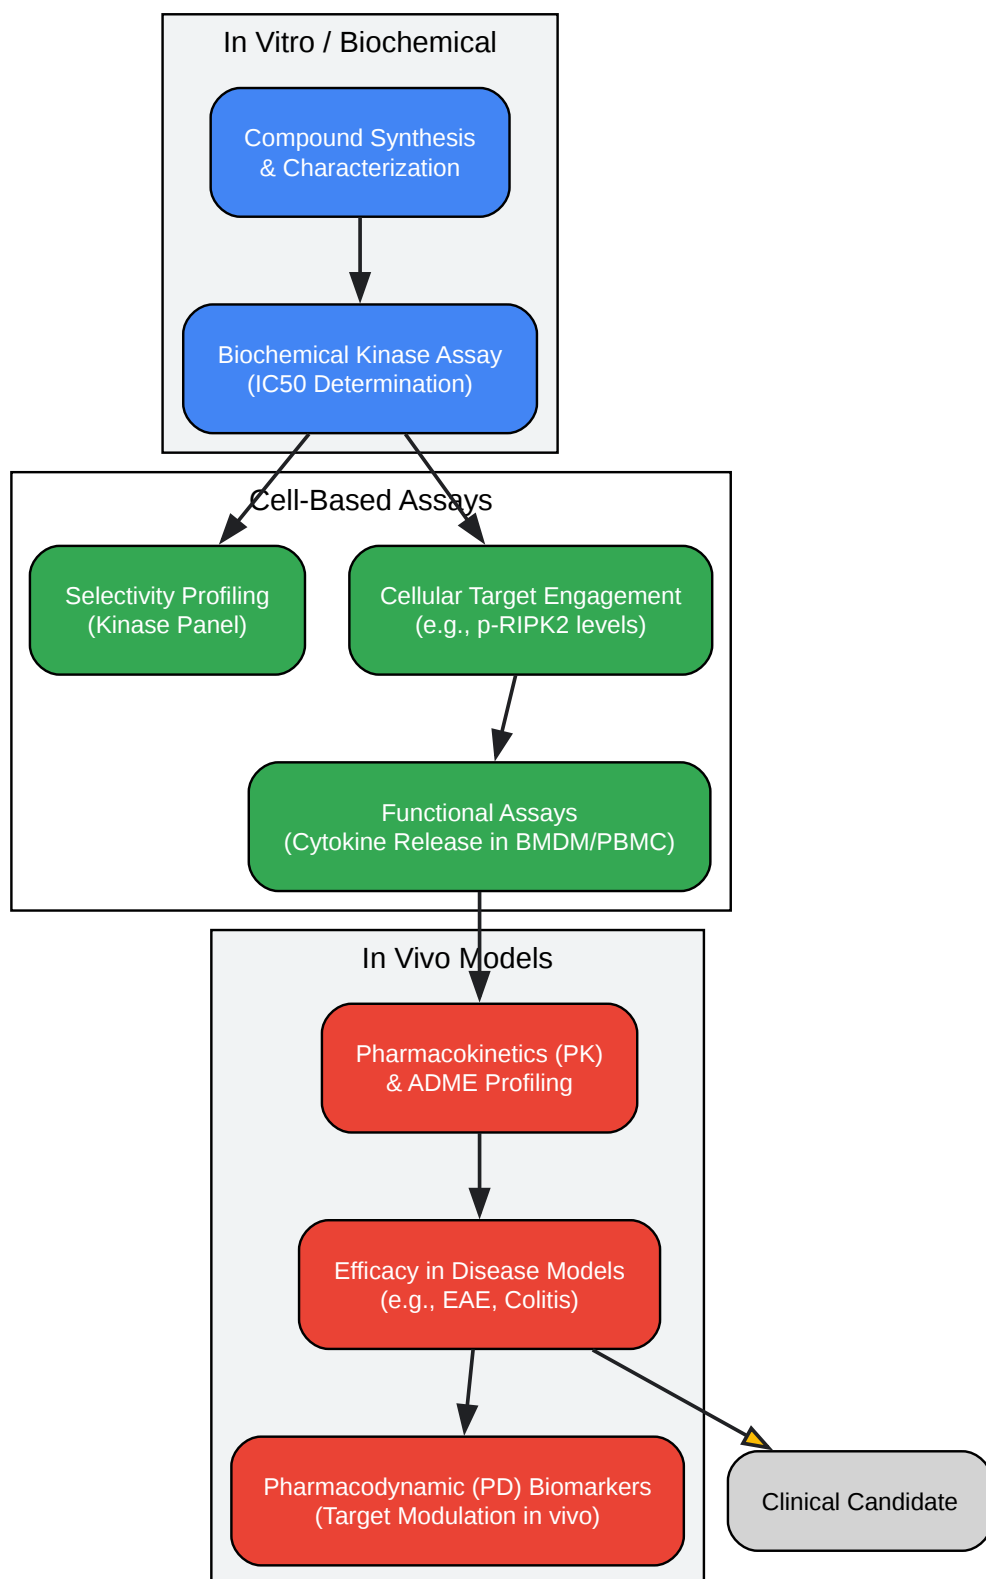 In Vitro / Biochemical
Compound Synthesis
& Characterization
Biochemical Kinase Assay
(IC50 Determination)
Cell-Based Assays
Selectivity Profiling
(Kinase Panel)
Cellular Target Engagement
(e.g., p-RIPK2 levels)
Functional Assays
(Cytokine Release in BMDM/PBMC)
In Vivo Models
Pharmacokinetics (PK)
& ADME Profiling
Efficacy in Disease Models
(e.g., EAE, Colitis)
Pharmacodynamic (PD) Biomarkers
(Target Modulation in vivo)
Clinical Candidate